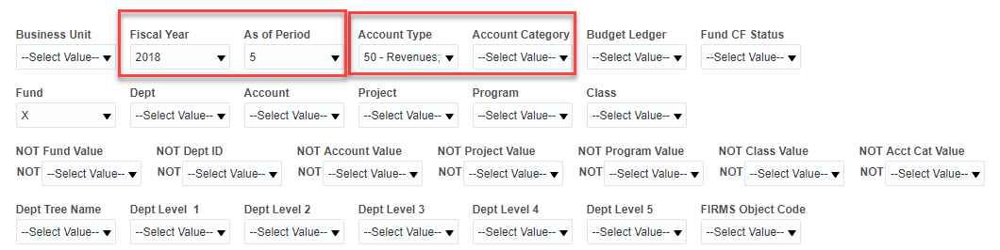 Business Unit Fiscal Year As of Period Account Type Account Category Budget Ledger Fund CF Status
--Select Value-- 2018 5 50 - Revenues; --Select Value-- --Select Value-- --Select Value--
Fund Dept Account Project Program Class
X --Select Value-- --Select Value-- --Select Value-- --Select Value-- --Select Value--
NOT Fund Value NOT Dept ID NOT Account Value NOT Project Value NOT Program Value NOT Class Value NOT Acct Cat Value
NOT --Select Value-- NOT --Select Value-- NOT --Select Value-- NOT --Select Value-- NOT --Select Value-- NOT --Select Value-- NOT --Select Value--
Dept Tree Name Dept Level 1 Dept Level 2 Dept Level 3 Dept Level 4 Dept Level 5 FIRMS Object Code
--Select Value-- --Select Value-- --Select Value-- --Select Value-- --Select Value-- --Select Value-- --Select Value--